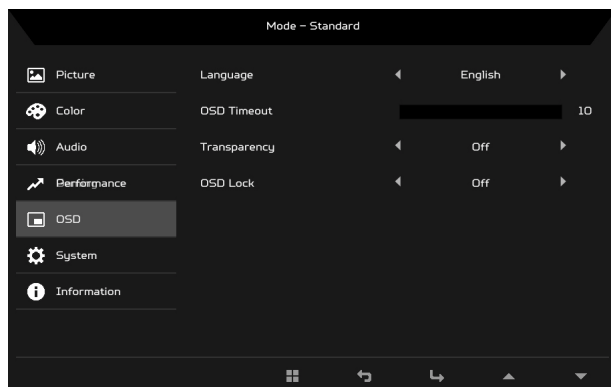 Mode – Standard
Picture
Language English
Color
OSD Timeout 10
Audio
Transparency Off
Performance
OSD Lock Off
OSD
System
Information